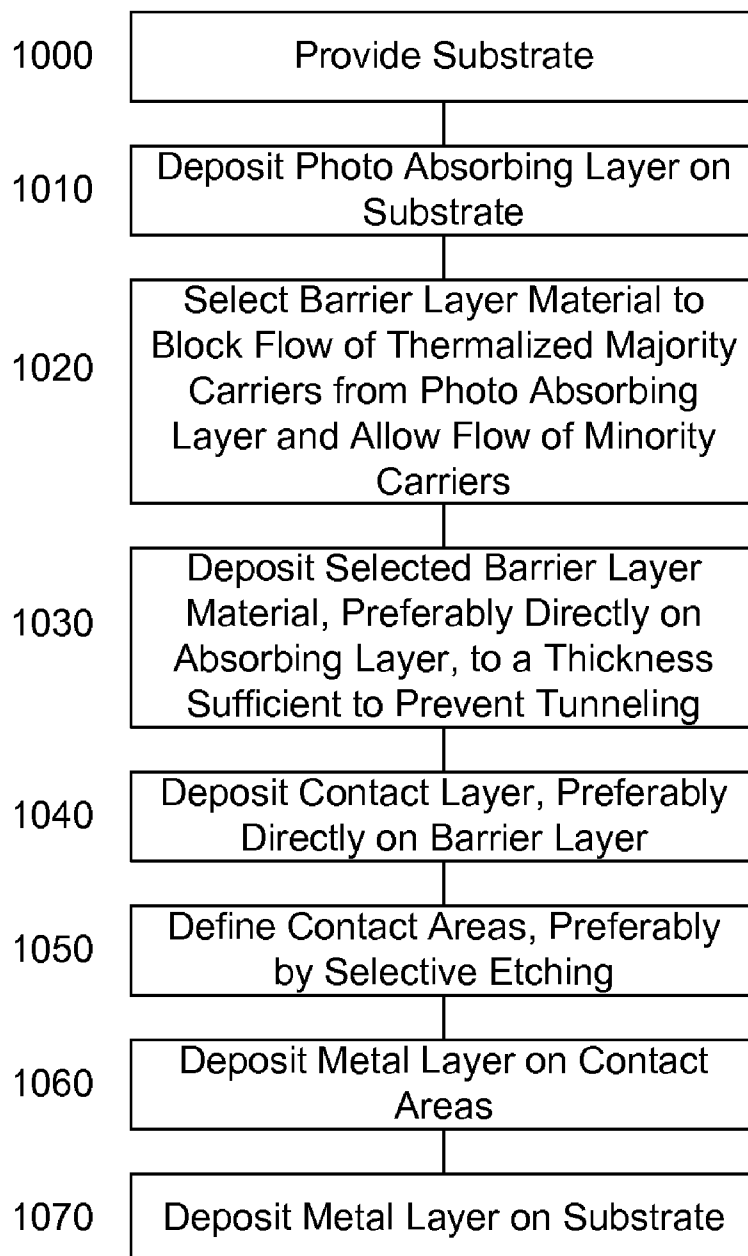 1000
Provide Substrate
1010
Deposit Photo Absorbing Layer on
Substrate
1020
Select Barrier Layer Material to
Block Flow of Thermalized Majority
Carriers from Photo Absorbing
Layer and Allow Flow of Minority
Carriers
1030
Deposit Selected Barrier Layer
Material, Preferably Directly on
Absorbing Layer, to a Thickness
Sufficient to Prevent Tunneling
1040
Deposit Contact Layer, Preferably
Directly on Barrier Layer
1050
Define Contact Areas, Preferably
by Selective Etching
1060
Deposit Metal Layer on Contact
Areas
1070
Deposit Metal Layer on Substrate